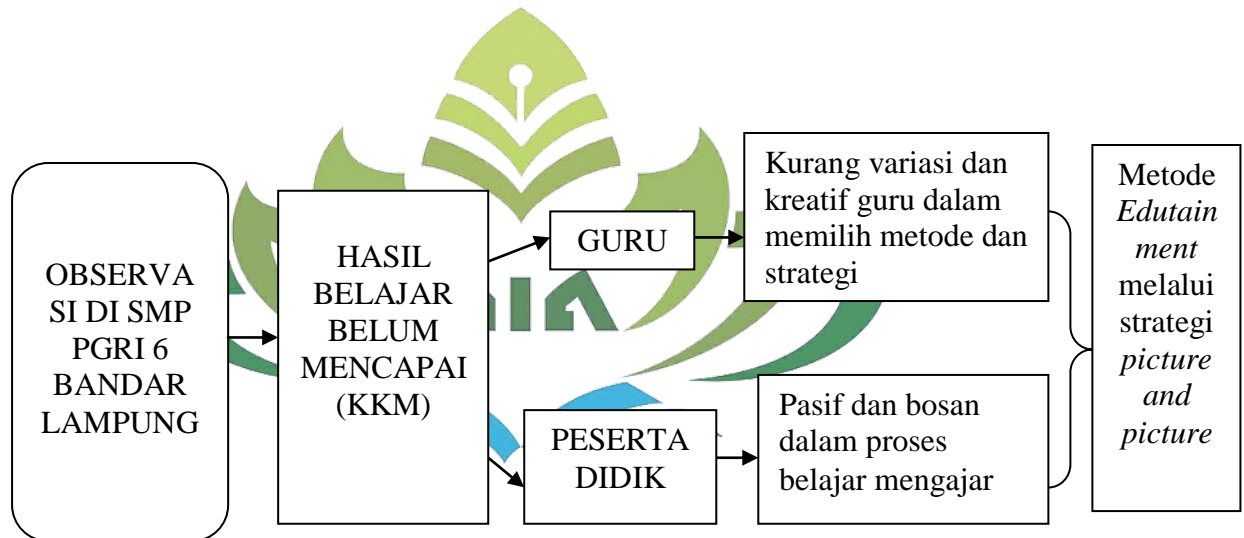 OBSERVA
SI DI SMP
PGRI 6
BANDAR
LAMPUNG
HASIL
BELAJAR
BELUM
MENCAPAI
(KKM)
GURU
Kurang variasi dan
kreatif guru dalam
memilih metode dan
strategi
PESERTA
DIDIK
Pasif dan bosan
dalam proses
belajar mengajar
Metode
Edutain
ment
melalui
strategi
picture
and
picture